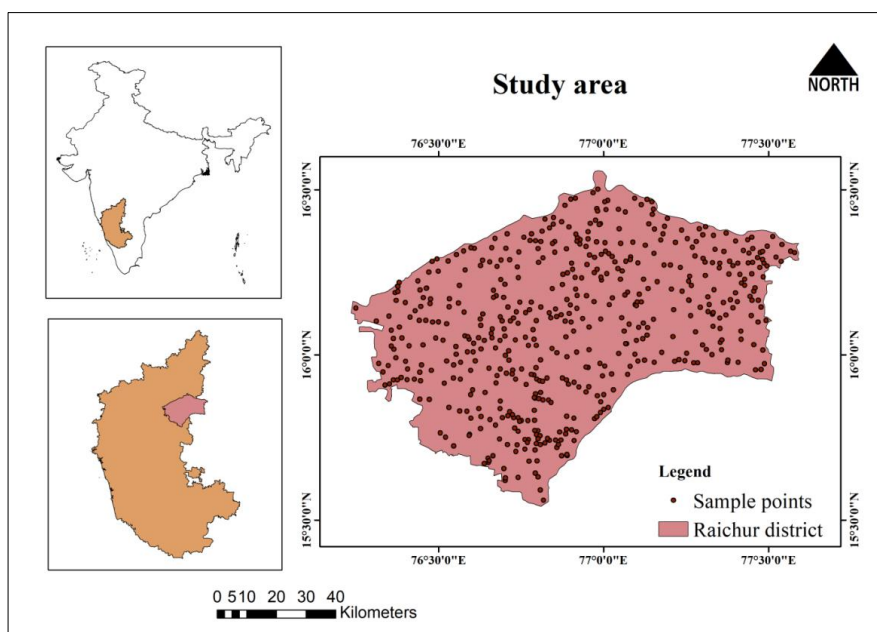 Study area
NORTH
76°30'0"E 77°0'0"E 77°30'0"E
16°30'0"N 16°30'0"N
16°0'0"N 16°0'0"N
15°30'0"N 15°30'0"N
Legend
Sample points
Raichur district
76°30'0"E 77°0'0"E 77°30'0"E
0 5 10 20 30 40
Kilometers